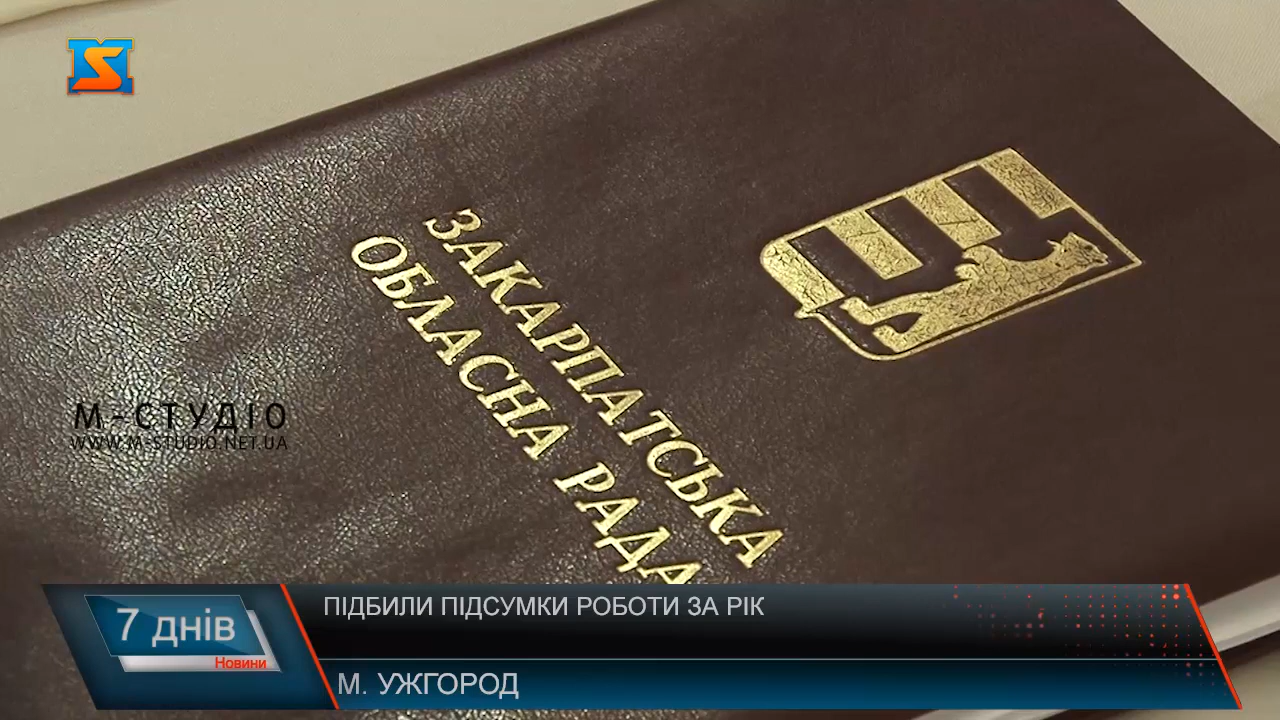 ЗАКАРПАТСЬКА
ОБЛАСНА РАДА
М-СТУДІО
WWW.M-STUDIO.NET.UA
7 днів
Новини
ПІДБИЛИ ПІДСУМКИ РОБОТИ ЗА РІК
М. УЖГОРОД